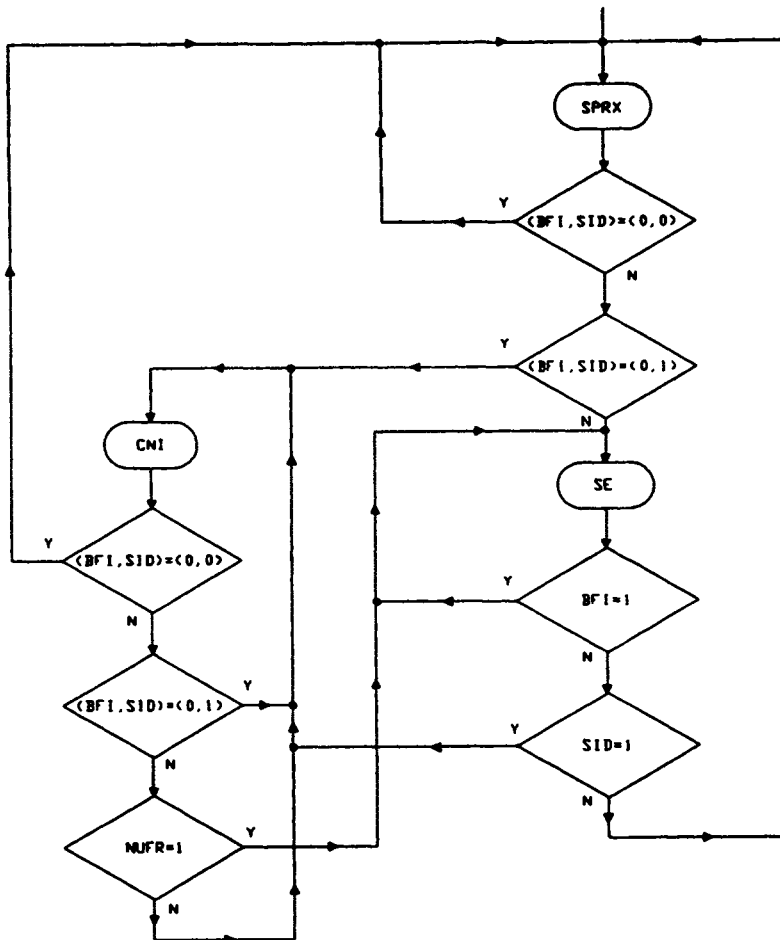 SPRX
Y
(BFI,SID)=(0,0)
N
Y
(BFI,SID)=(0,1)
N
CNI
SE
Y
(BFI,SID)=(0,0)
N
Y
BFI=1
N
(BFI,SID)=(0,1)
Y
N
Y
SID=1
N
NUFR=1
Y
N